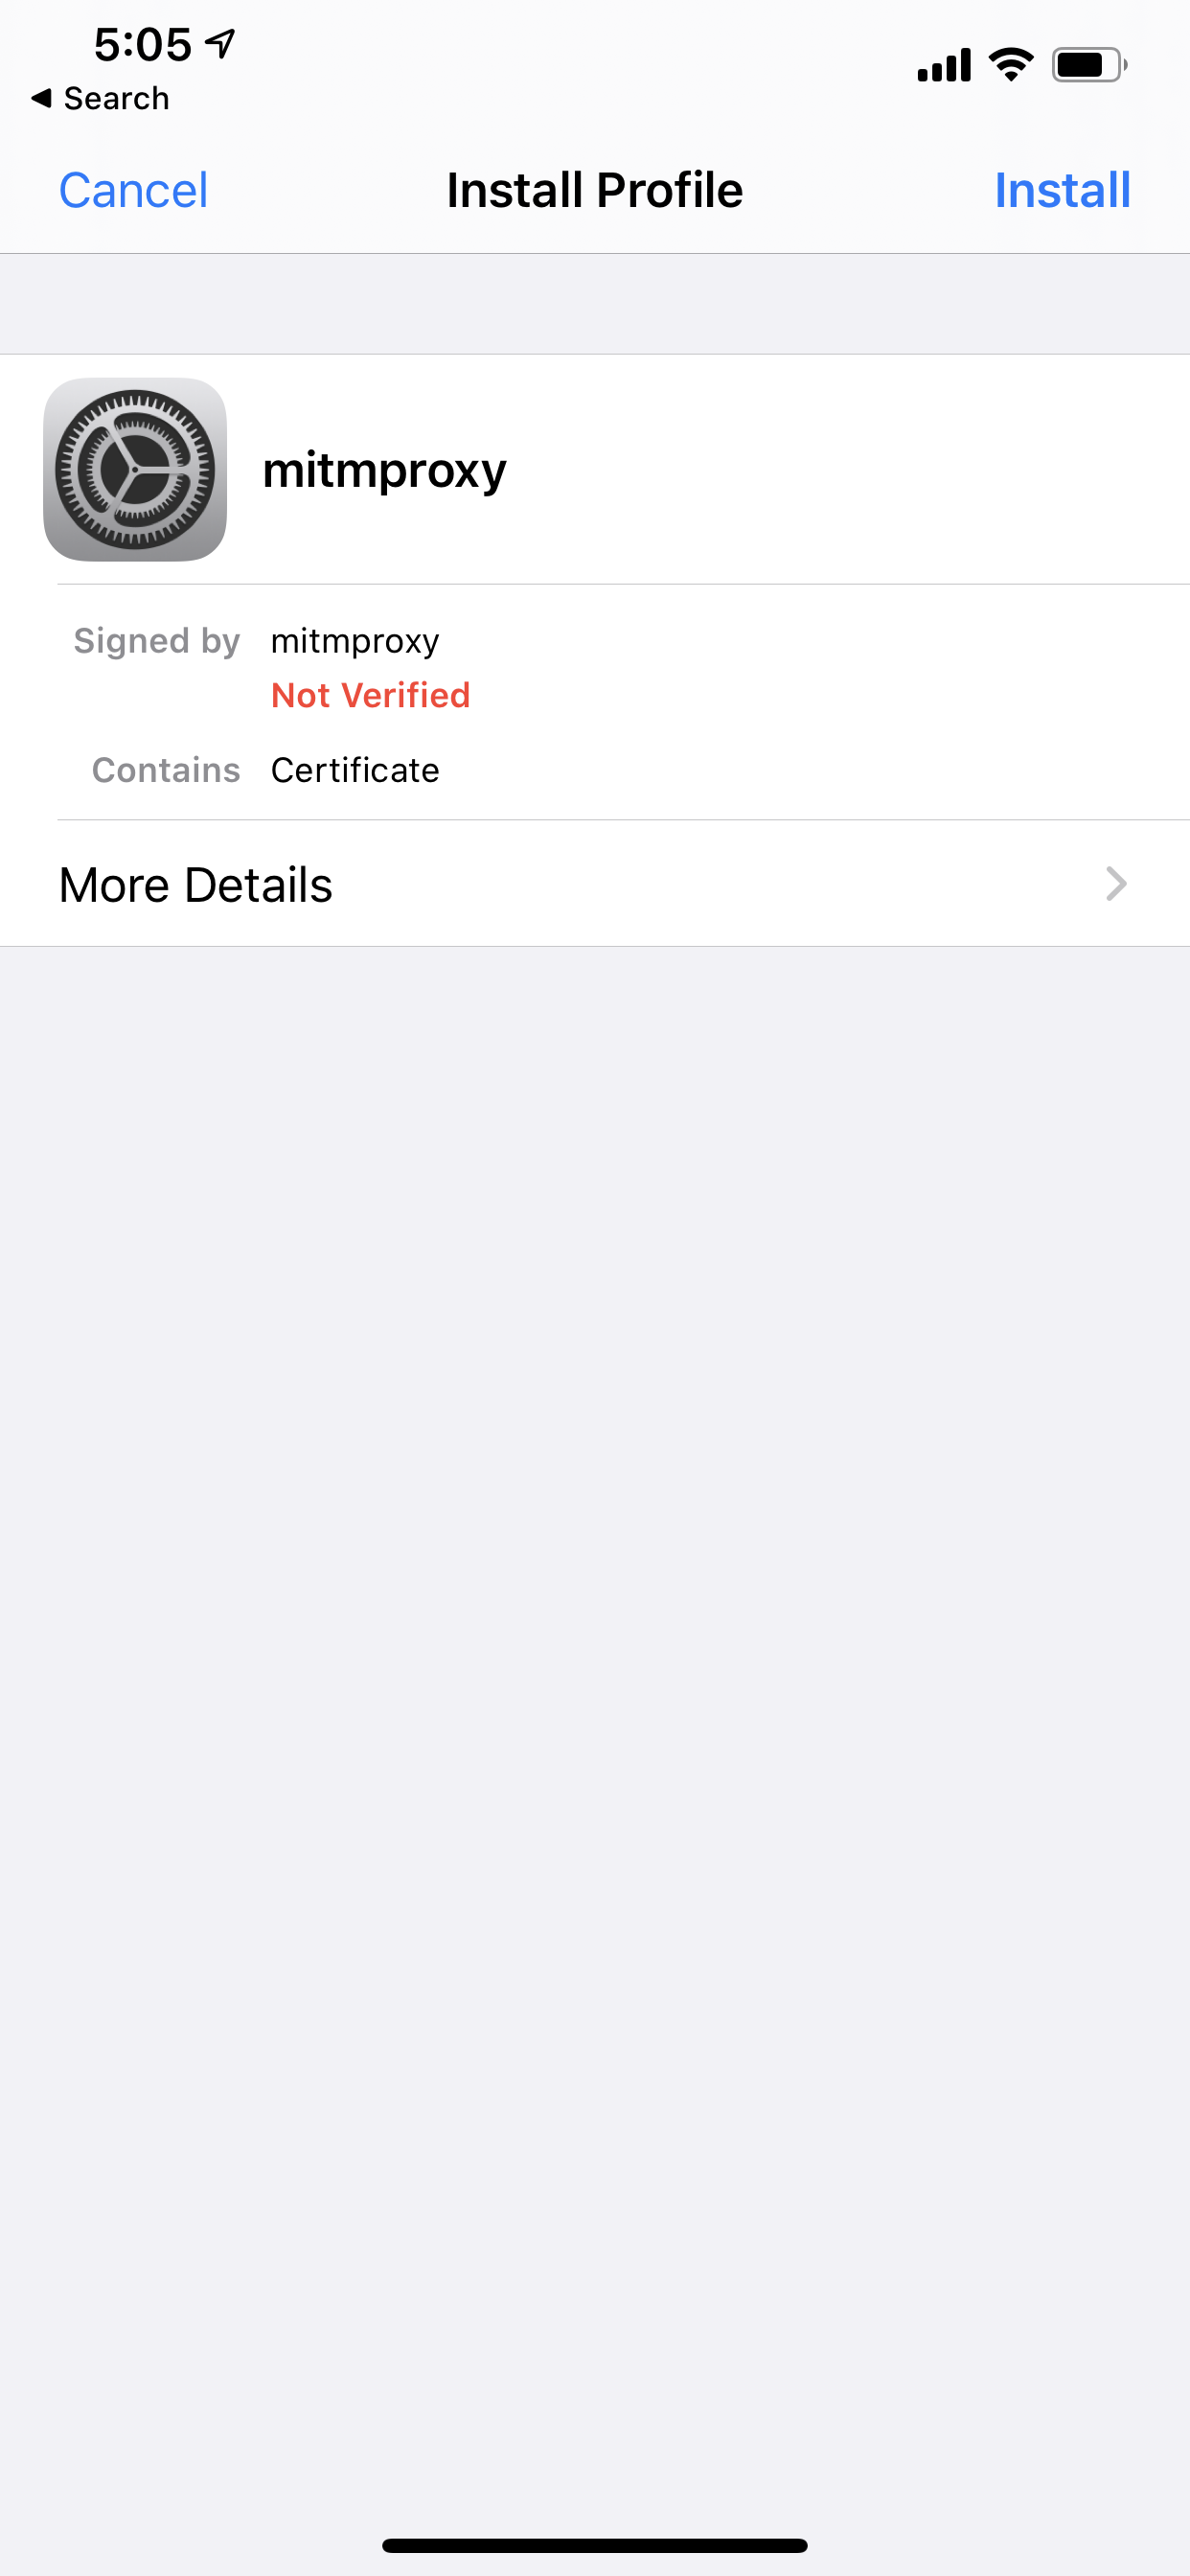 5:05
Search
Cancel Install Profile Install
mitmproxy
Signed by mitmproxy
Not Verified
Contains Certificate
More Details